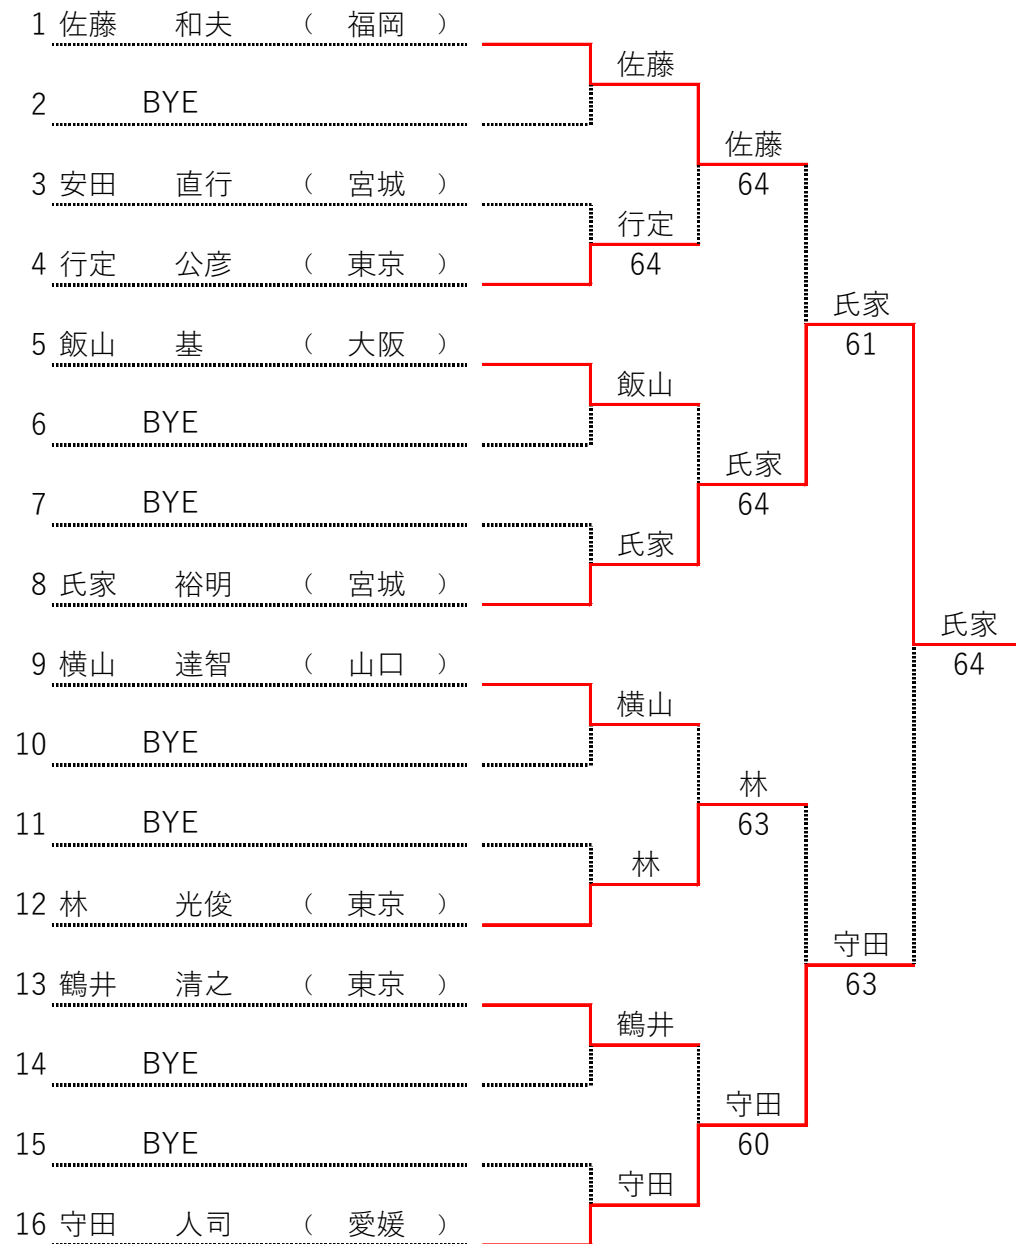 1 佐藤 和夫 （ 福岡 ）
佐藤
2 BYE
佐藤
3 安田 直行 （ 宮城 ）
64
行定
4 行定 公彦 （ 東京 ）
64
氏家
5 飯山 基 （ 大阪 ）
61
飯山
6 BYE
氏家
7 BYE
64
氏家
8 氏家 裕明 （ 宮城 ）
氏家
9 横山 達智 （ 山口 ）
64
横山
10 BYE
林
11 BYE
63
林
12 林 光俊 （ 東京 ）
守田
13 鶴井 清之 （ 東京 ）
63
鶴井
14 BYE
守田
15 BYE
60
守田
16 守田 人司 （ 愛媛 ）